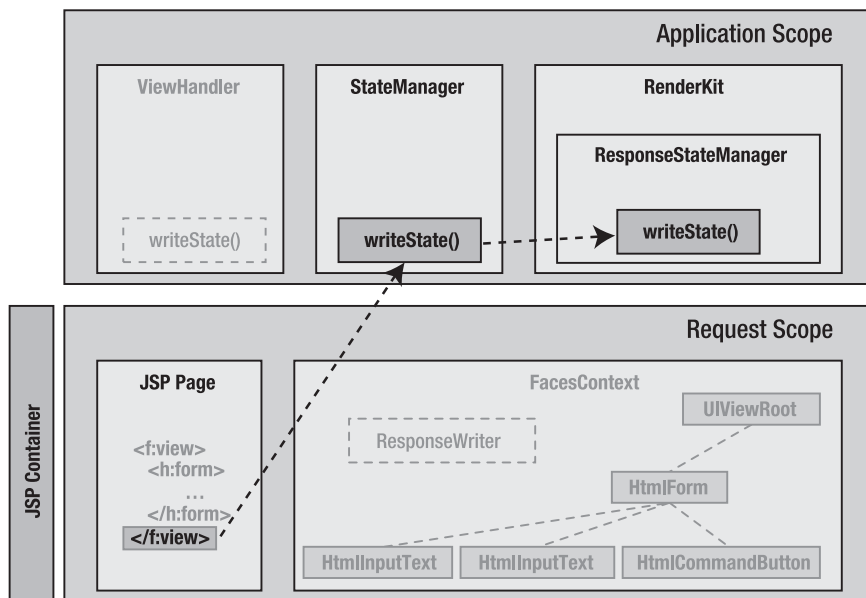 Application Scope
ViewHandler
writeState()
StateManager
writeState()
RenderKit
ResponseStateManager
writeState()
JSP Container
Request Scope
JSP Page
<f:view>
<h:form>
...
</h:form>
</f:view>
FacesContext
ResponseWriter
UIViewRoot
HtmlForm
HtmlInputText
HtmlInputText
HtmlCommandButton